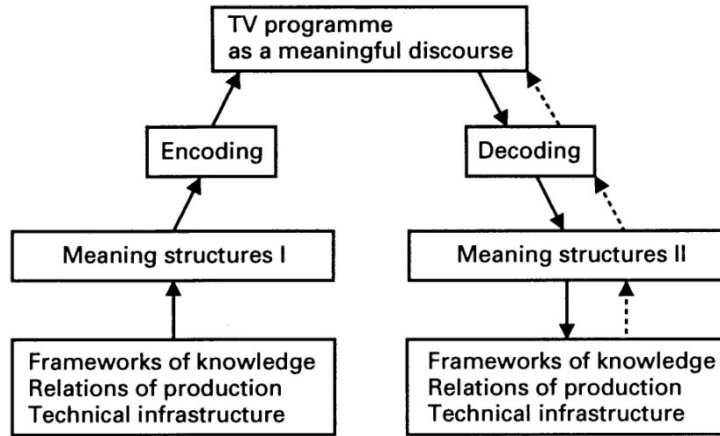 TV programme
as a meaningful discourse
Encoding
Decoding
Meaning structures I
Meaning structures II
Frameworks of knowledge
Relations of production
Technical infrastructure
Frameworks of knowledge
Relations of production
Technical infrastructure